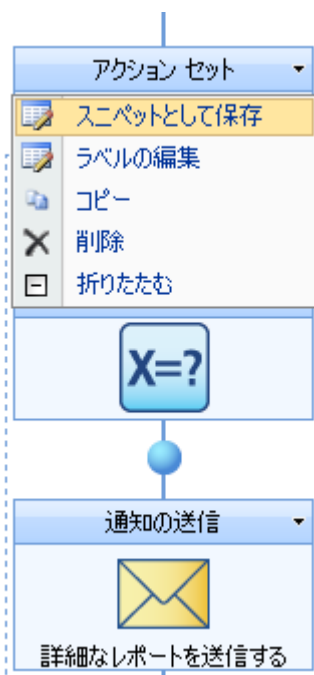 アクション セット
スニペットとして保存
ラベルの編集
コピー
削除
折りたたむ
X=?
通知の送信
詳細なレポートを送信する